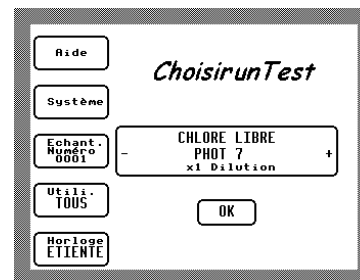 Aide
Système
Echant.
Numéro
0001
Utili.
TOUS
Horloge
ETIENTE
ChoisirunTest
CHLORE LIBRE
- PHOT 7 +
x1 Dilution
OK